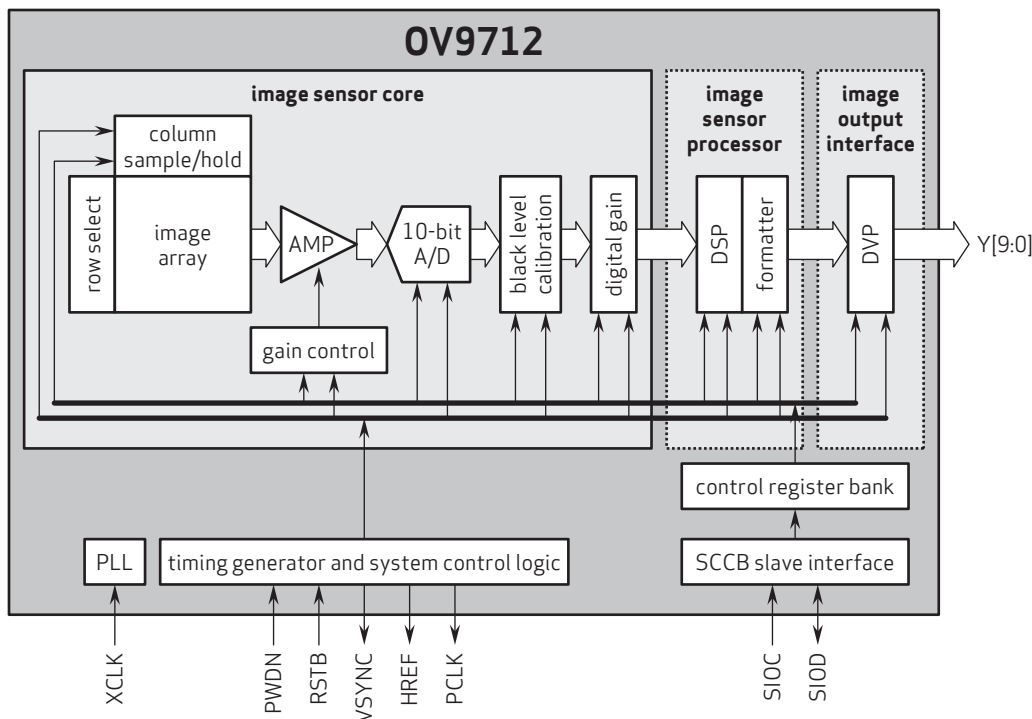 OV9712
image sensor core
image
sensor
processor
image
output
interface
column
sample/hold
row select
image
array
AMP
10-bit
A/D
black level
calibration
digital gain
DSP
formatter
DVP
Y[9:0]
gain control
control register bank
PLL
timing generator and system control logic
SCCB slave interface
XCLK
PWDN
RSTB
VSYNC
HREF
PCLK
SIOC
SIOD